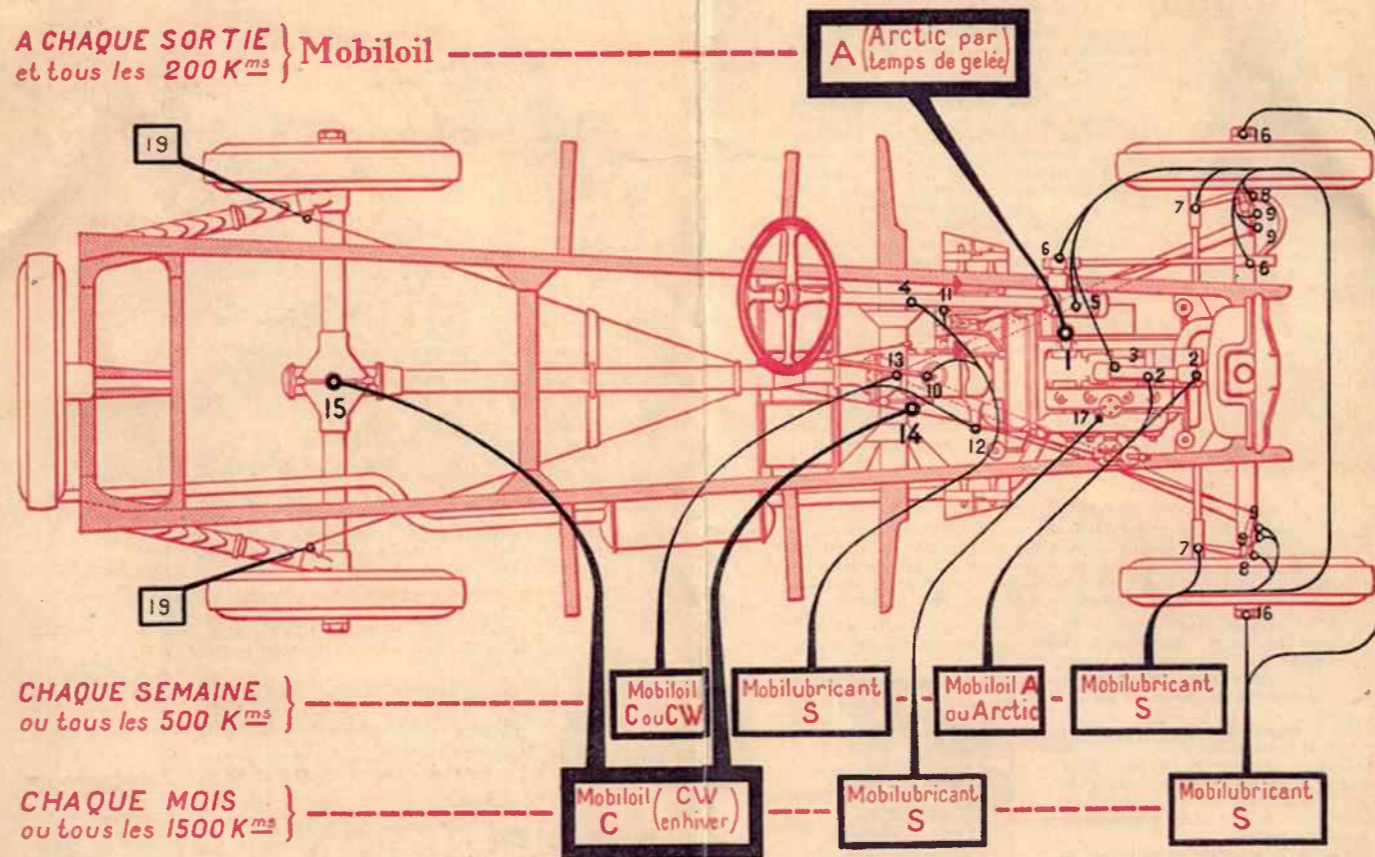 A CHAQUE SORTIE
et tous les 200 Kms
Mobiloil
A (Arctic par
temps de gelée)
19
16
8
7
9
9
6
6
4
11
5
1
3
2
2
13
10
15
14
17
12
9
9
7
8
19
16
CHAQUE SEMAINE
ou tous les 500 Kms
Mobiloil
C ou CW
Mobilubricant
S
Mobiloil A
ou Arctic
Mobilubricant
S
CHAQUE MOIS
ou tous les 1500 Kms
Mobiloil
C
(CW
en hiver)
Mobilubricant
S
Mobilubricant
S